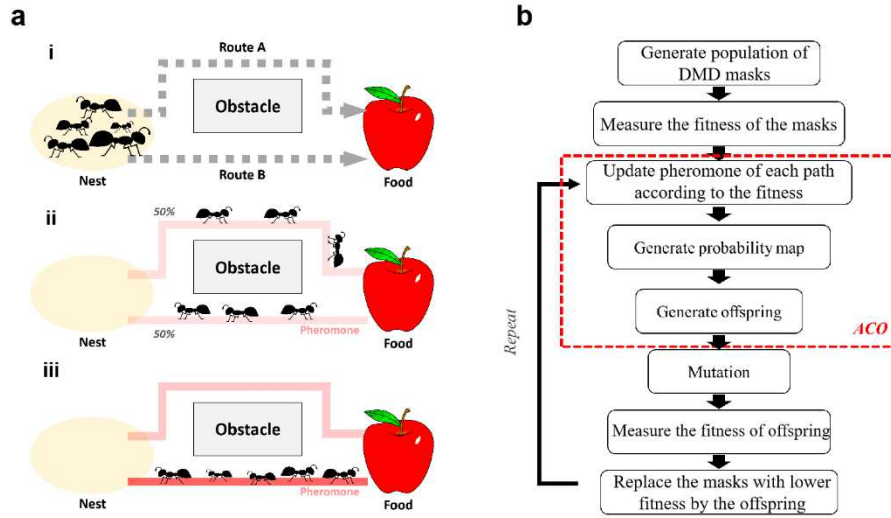 a
i
Route A
Obstacle
Route B
Nest
Food
ii
50%
Obstacle
50%
Pheromone
Nest
Food
iii
Obstacle
Pheromone
Nest
Food
b
Generate population of
DMD masks
Measure the fitness of the masks
Update pheromone of each path
according to the fitness
Generate probability map
Generate offspring
ACO
Repeat
Mutation
Measure the fitness of offspring
Replace the masks with lower
fitness by the offspring